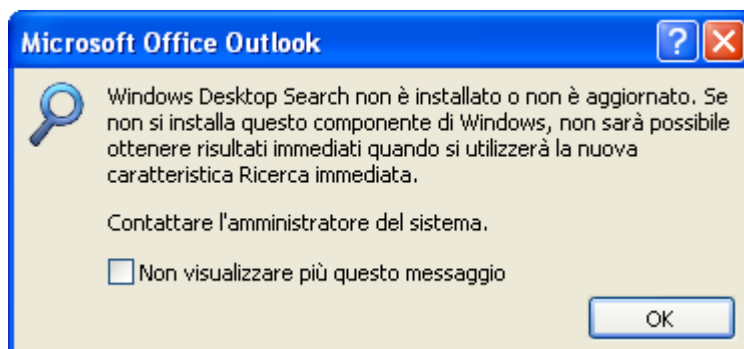 Microsoft Office Outlook
Windows Desktop Search non è installato o non è aggiornato. Se
non si installa questo componente di Windows, non sarà possibile
ottenere risultati immediati quando si utilizzerà la nuova
caratteristica Ricerca immediata.
Contattare l'amministratore del sistema.
Non visualizzare più questo messaggio
OK